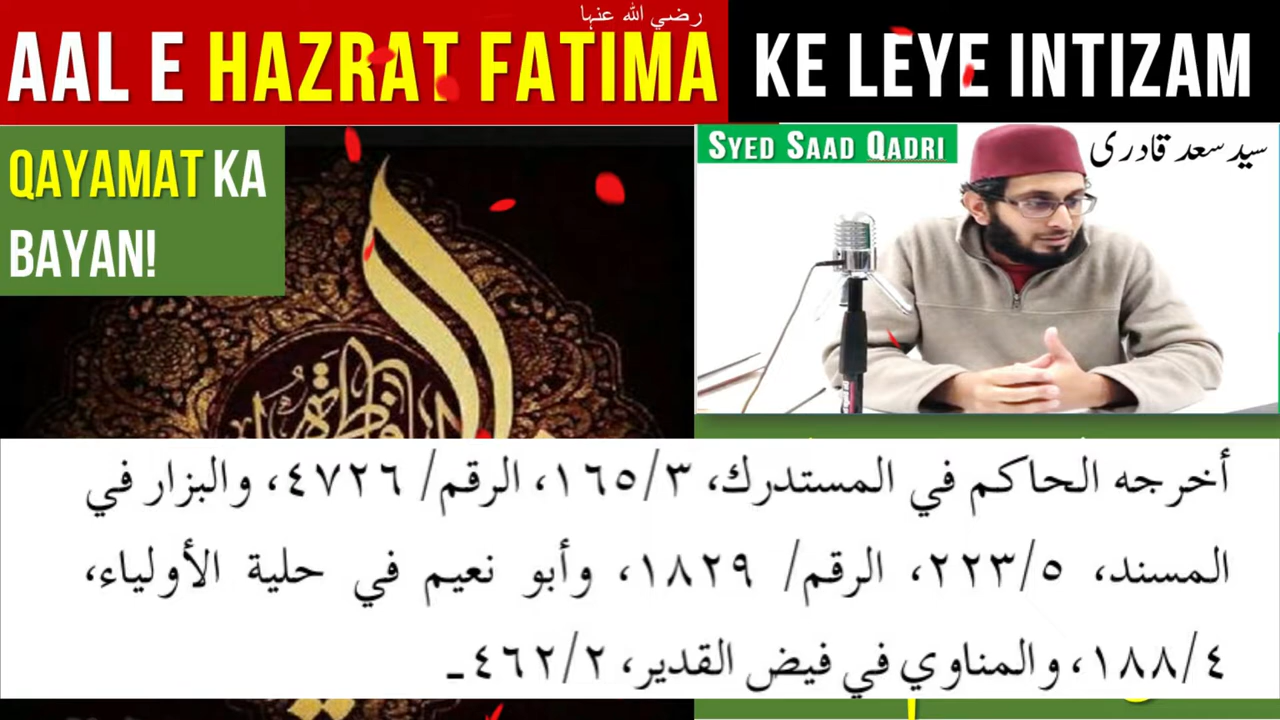 رضي الله عنہا
AAL E HAZRAT FATIMA KE LEYE INTIZAM
QAYAMAT KA
BAYAN!
SYED SAAD QADRI
سید سعد قادری
أخرجه الحاكم في المستدرك، ٣/١٦٥، الرقم/ ٤٧٢٦، والبزار في
المسند، ٥/٢٢٣، الرقم/ ١٨٢٩، وأبو نعيم في حلية الأولياء،
٤/١٨٨، والمناوي في فيض القدير، ٢/٤٦٢ـ